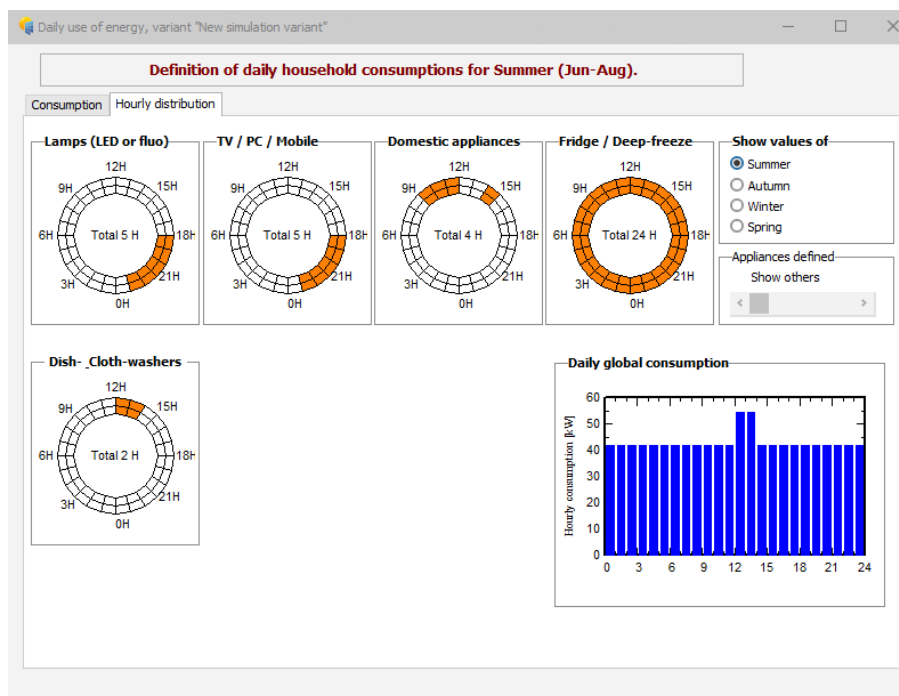 Daily use of energy, variant "New simulation variant"
Definition of daily household consumptions for Summer (Jun-Aug).
Consumption
Hourly distribution
Lamps (LED or fluo)
12H
9H
15H
6H
Total 5 H
18H
3H
21H
0H
TV / PC / Mobile
12H
9H
15H
6H
Total 5 H
18H
3H
21H
0H
Domestic appliances
12H
9H
15H
6H
Total 4 H
18H
3H
21H
0H
Fridge / Deep-freeze
12H
9H
15H
6H
Total 24 H
18H
3H
21H
0H
Show values of
Summer
Autumn
Winter
Spring
Appliances defined
Show others
Dish- _Cloth-washers
12H
9H
15H
6H
Total 2 H
18H
3H
21H
0H
Daily global consumption
Hourly consumption [kW]
60
50
40
30
20
10
0
0 3 6 9 12 15 18 21 24